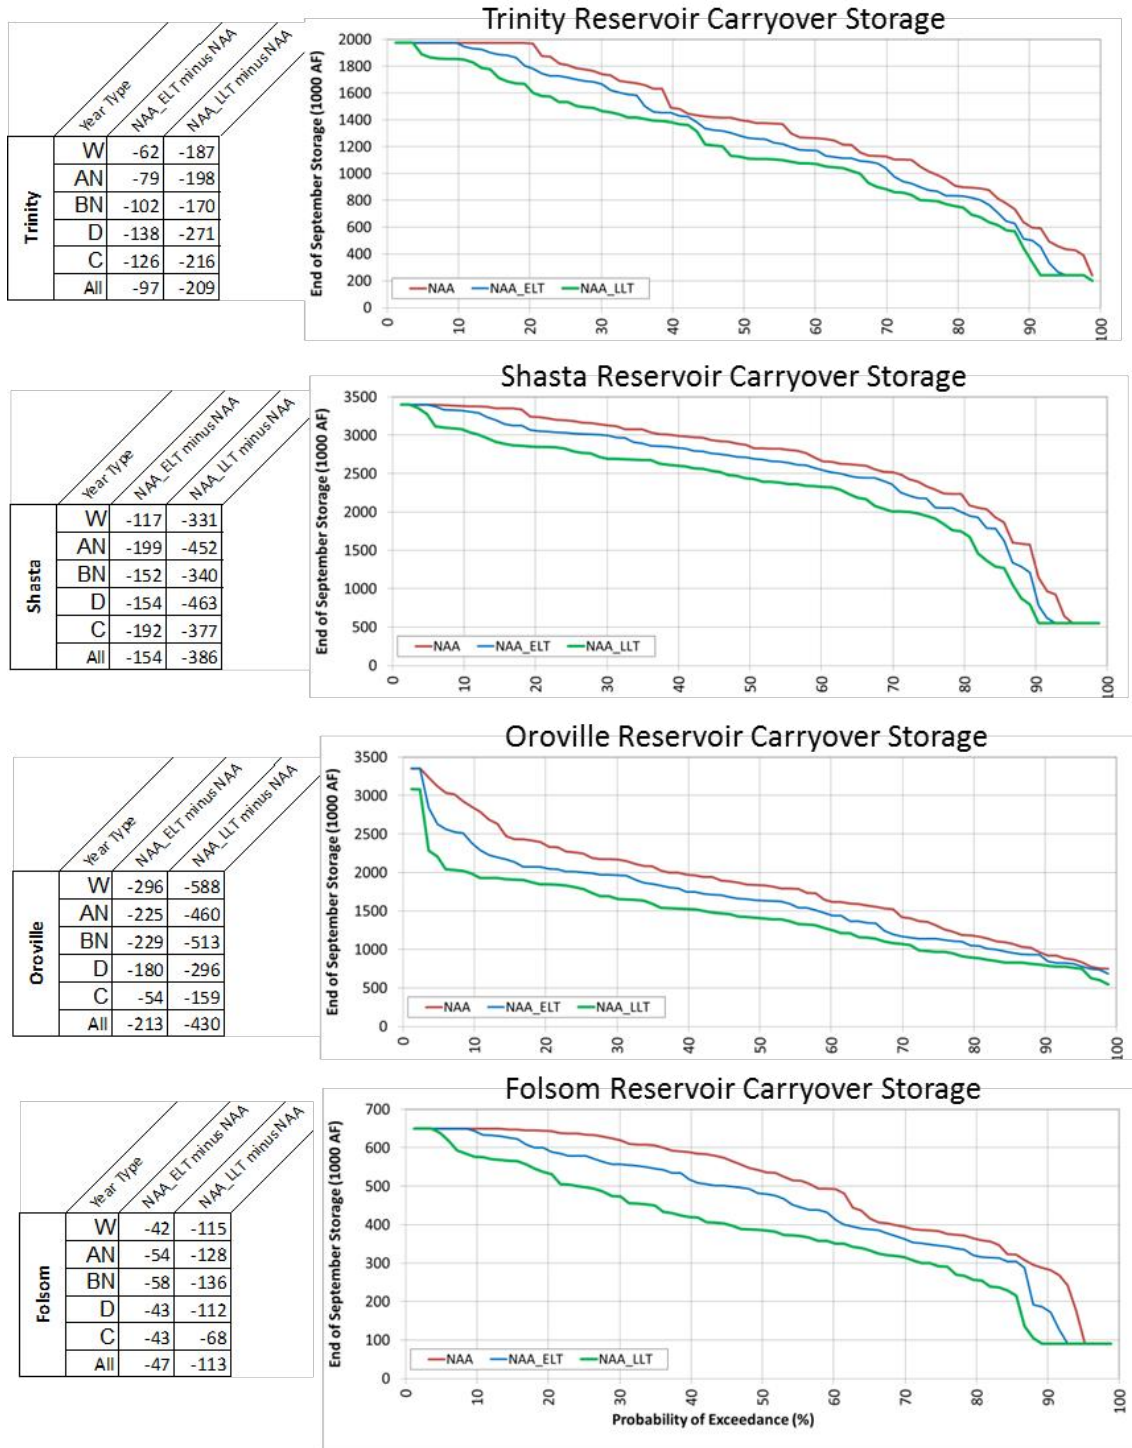 Trinity Reservoir Carryover Storage
Year Type
NAA_ELT minus NAA
NAA_LLT minus NAA
Trinity
W -62 -187
AN -79 -198
BN -102 -170
D -138 -271
C -126 -216
All -97 -209
End of September Storage (1000 AF)
2000
1800
1600
1400
1200
1000
800
600
400
200
0
NAA NAA_ELT NAA_LLT
0 10 20 30 40 50 60 70 80 90 100
Shasta Reservoir Carryover Storage
Year Type
NAA_ELT minus NAA
NAA_LLT minus NAA
Shasta
W -117 -331
AN -199 -452
BN -152 -340
D -154 -463
C -192 -377
All -154 -386
End of September Storage (1000 AF)
3500
3000
2500
2000
1500
1000
500
0
NAA NAA_ELT NAA_LLT
0 10 20 30 40 50 60 70 80 90 100
Oroville Reservoir Carryover Storage
Year Type
NAA_ELT minus NAA
NAA_LLT minus NAA
Oroville
W -296 -588
AN -225 -460
BN -229 -513
D -180 -296
C -54 -159
All -213 -430
End of September Storage (1000 AF)
3500
3000
2500
2000
1500
1000
500
0
NAA NAA_ELT NAA_LLT
0 10 20 30 40 50 60 70 80 90 100
Folsom Reservoir Carryover Storage
Year Type
NAA_ELT minus NAA
NAA_LLT minus NAA
Folsom
W -42 -115
AN -54 -128
BN -58 -136
D -43 -112
C -43 -68
All -47 -113
End of September Storage (1000 AF)
700
600
500
400
300
200
100
0
NAA NAA_ELT NAA_LLT
0 10 20 30 40 50 60 70 80 90 100
Probability of Exceedance (%)